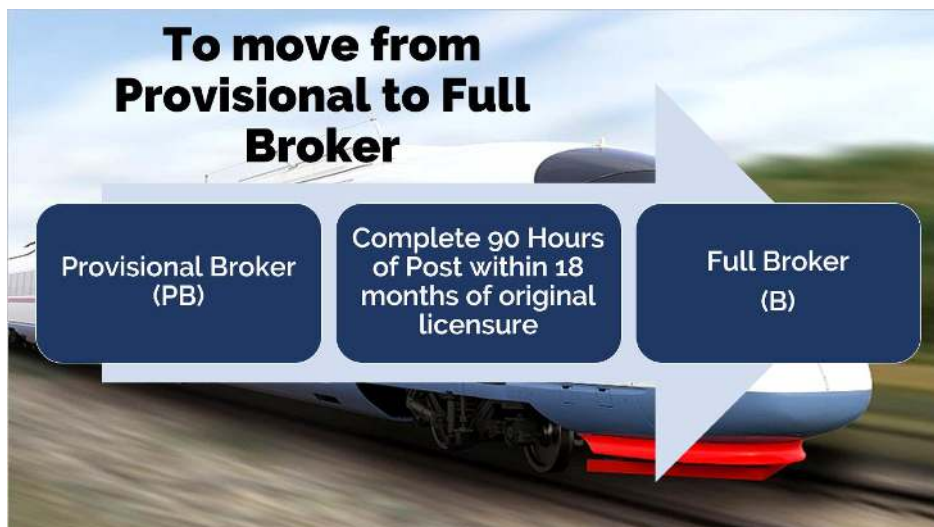 To move from
Provisional to Full
Broker
Provisional Broker
(PB)
Complete 90 Hours
of Post within 18
months of original
licensure
Full Broker
(B)